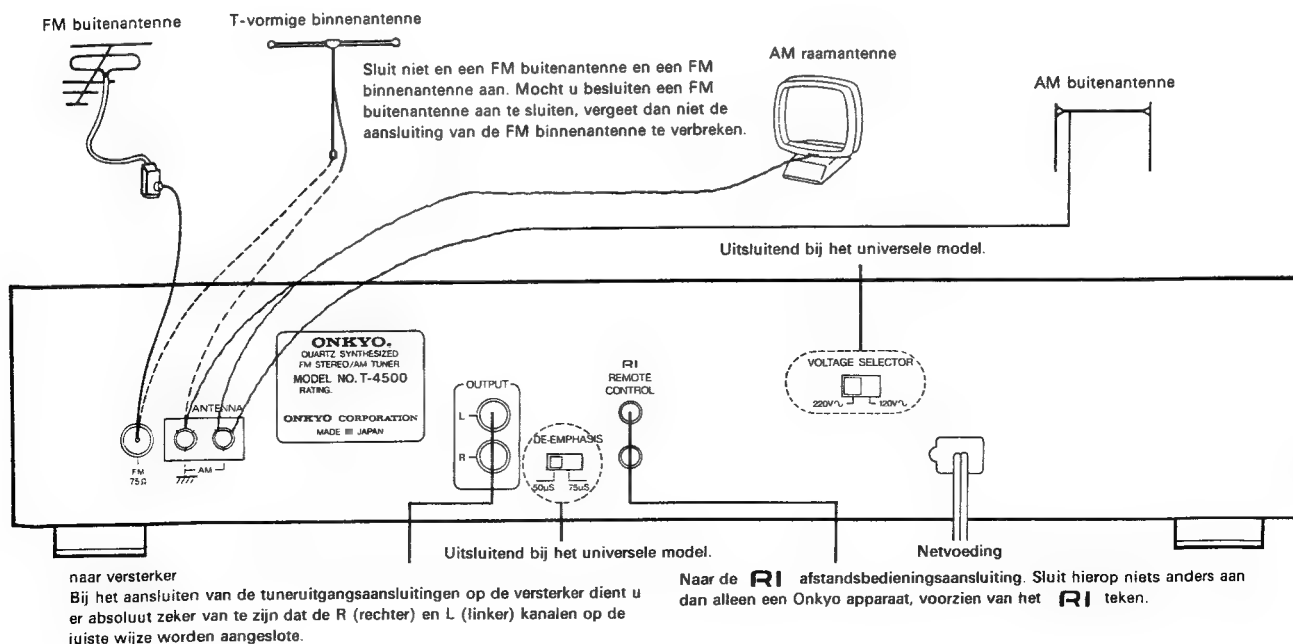 FM buitenantenne
T-vormige binnenantenne
Sluit niet en een FM buitenantenne en een FM
binnenantenne aan. Mocht u besluiten een FM
buitenantenne aan te sluiten, vergeet dan niet de
aansluiting van de FM binnenantenne te verbreken.
AM raamantenne
AM buitenantenne
Uitsluitend bij het universele model.
ONKYO.
QUARTZ SYNTHESIZED
FM STEREO/AM TUNER
MODEL NO. T-4500
RATING.
ONKYO CORPORATION
MADE IN JAPAN
ANTENNA
FM
75Ω
AM
OUTPUT
L
R
DE-EMPHASIS
50uS 75uS
RI
REMOTE
CONTROL
VOLTAGE SELECTOR
220V∿ 120V∿
Uitsluitend bij het universele model.
Netvoeding
naar versterker
Bij het aansluiten van de tuneruitgangsaansluitingen op de versterker dient u
er absoluut zeker van te zijn dat de R (rechter) en L (linker) kanalen op de
juiste wijze worden aangeslote.
Naar de RI afstandsbedieningsaansluiting. Sluit hierop niets anders aan
dan alleen een Onkyo apparaat, voorzien van het RI teken.